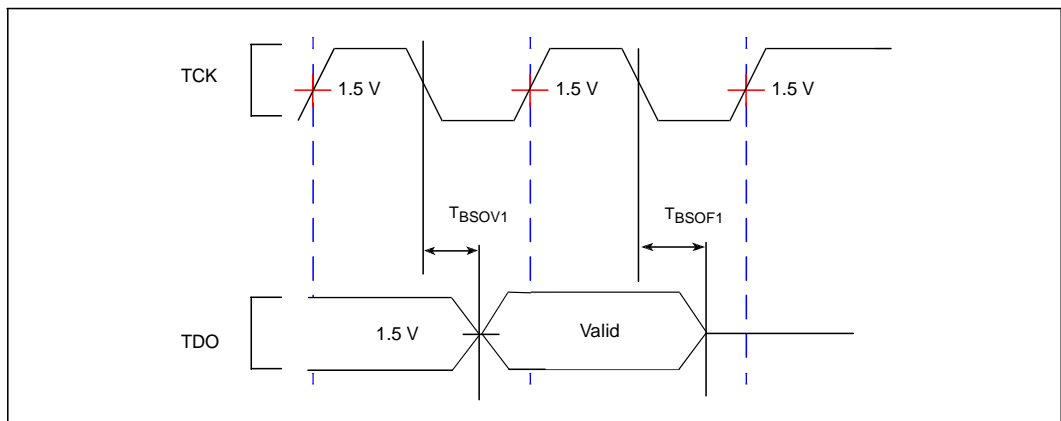 TCK
1.5 V
1.5 V
1.5 V
TBSOV1
TBSOF1
TDO
1.5 V
Valid